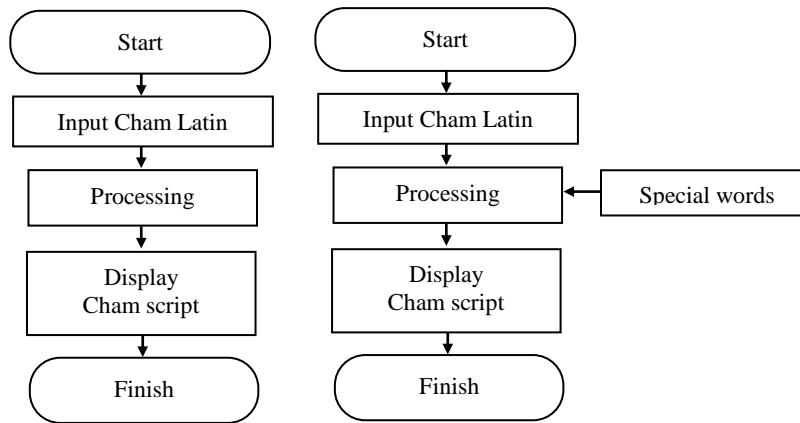 Start
Input Cham Latin
Processing
Display
Cham script
Finish
Start
Input Cham Latin
Processing
Special words
Display
Cham script
Finish